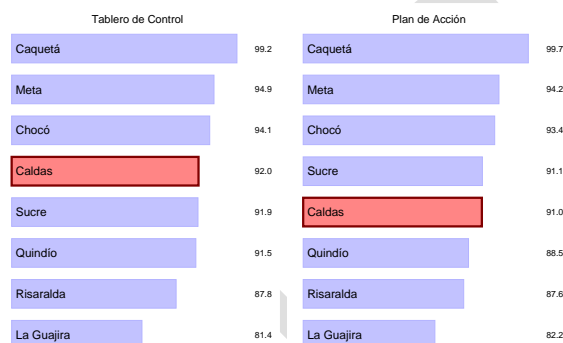 Tablero de Control
Caquetá 99.2
Meta 94.9
Chocó 94.1
Caldas 92.0
Sucre 91.9
Quindío 91.5
Risaralda 87.8
La Guajira 81.4
Plan de Acción
Caquetá 99.7
Meta 94.2
Chocó 93.4
Sucre 91.1
Caldas 91.0
Quindío 88.5
Risaralda 87.6
La Guajira 82.2